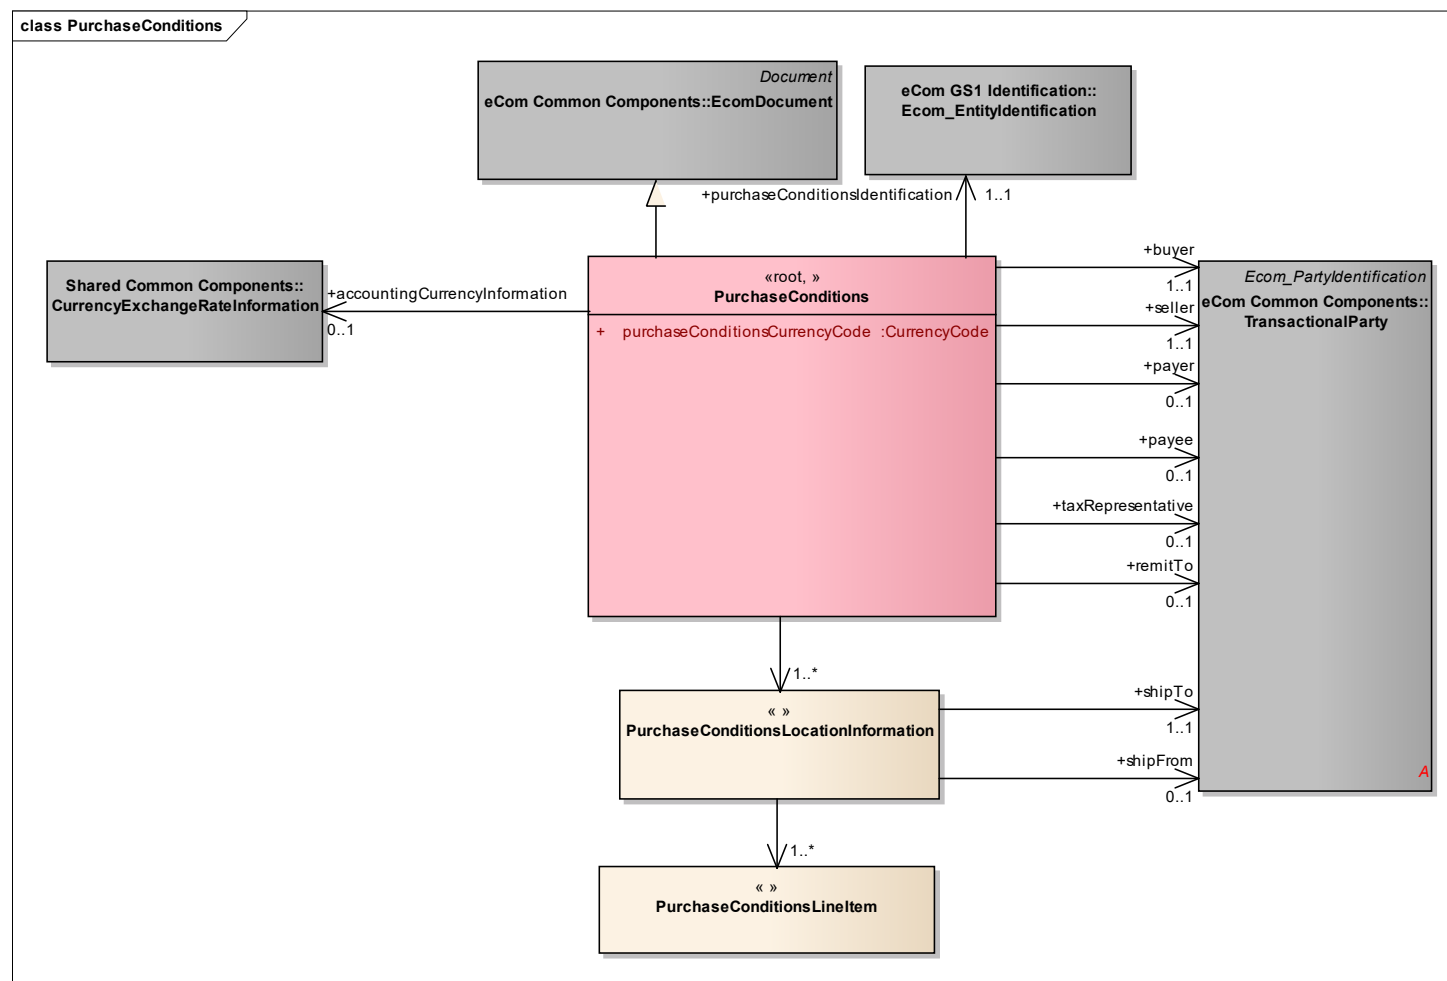 class PurchaseConditions
Document
eCom Common Components::EcomDocument
eCom GS1 Identification::
Ecom_EntityIdentification
+purchaseConditionsIdentification
1..1
Shared Common Components::
CurrencyExchangeRateInformation
+accountingCurrencyInformation
0..1
«root, »
PurchaseConditions
+ purchaseConditionsCurrencyCode :CurrencyCode
+buyer
1..1
+seller
1..1
+payer
0..1
+payee
0..1
+taxRepresentative
0..1
+remitTo
0..1
Ecom_PartyIdentification
eCom Common Components::
TransactionalParty
A
1..*
« »
PurchaseConditionsLocationInformation
+shipTo
1..1
+shipFrom
0..1
1..*
« »
PurchaseConditionsLineItem